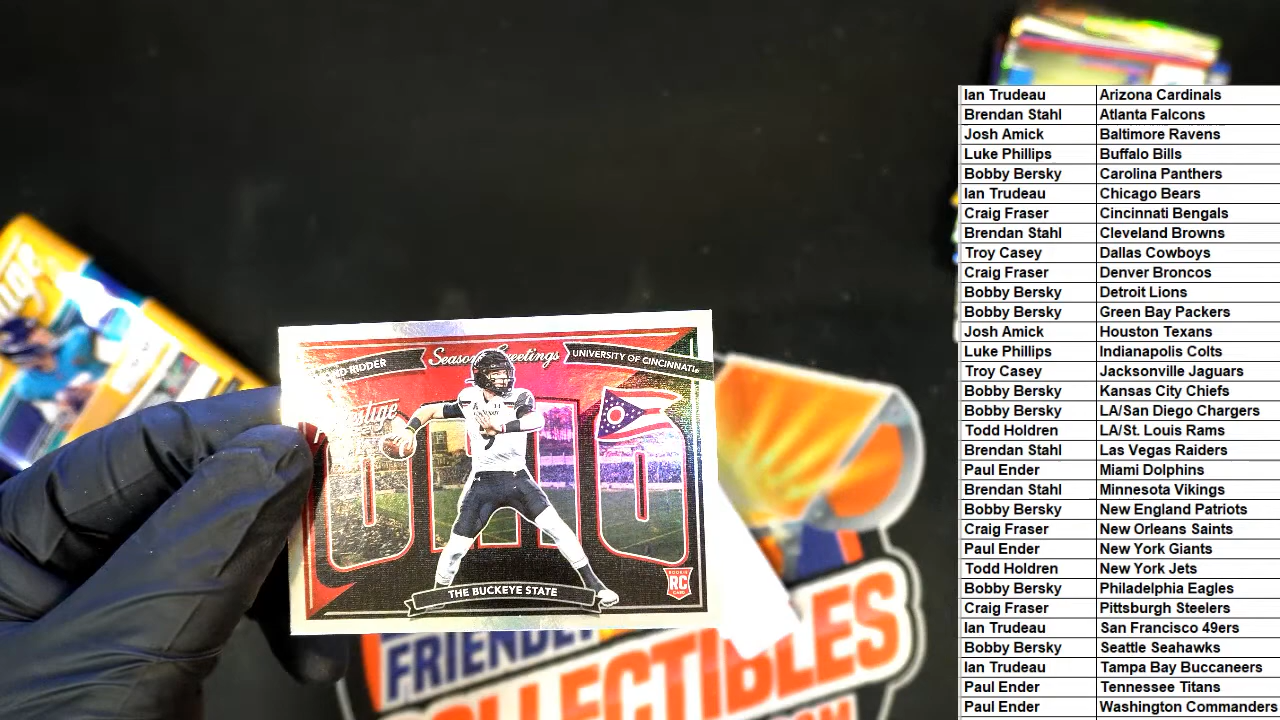 Ian Trudeau Arizona Cardinals
Brendan Stahl Atlanta Falcons
Josh Amick Baltimore Ravens
Luke Phillips Buffalo Bills
Bobby Bersky Carolina Panthers
Ian Trudeau Chicago Bears
Craig Fraser Cincinnati Bengals
Brendan Stahl Cleveland Browns
Troy Casey Dallas Cowboys
Craig Fraser Denver Broncos
Bobby Bersky Detroit Lions
Bobby Bersky Green Bay Packers
Josh Amick Houston Texans
Luke Phillips Indianapolis Colts
Troy Casey Jacksonville Jaguars
Bobby Bersky Kansas City Chiefs
Bobby Bersky LA/San Diego Chargers
Todd Holdren LA/St. Louis Rams
Brendan Stahl Las Vegas Raiders
Paul Ender Miami Dolphins
Brendan Stahl Minnesota Vikings
Bobby Bersky New England Patriots
Craig Fraser New Orleans Saints
Paul Ender New York Giants
Todd Holdren New York Jets
Bobby Bersky Philadelphia Eagles
Craig Fraser Pittsburgh Steelers
Ian Trudeau San Francisco 49ers
Bobby Bersky Seattle Seahawks
Ian Trudeau Tampa Bay Buccaneers
Paul Ender Tennessee Titans
Paul Ender Washington Commanders
RIDDER
Season Greetings
UNIVERSITY OF CINCINNATI
OHIO
THE BUCKEYE STATE
ROOKIE
RC
CARD
COLLECTIBLES